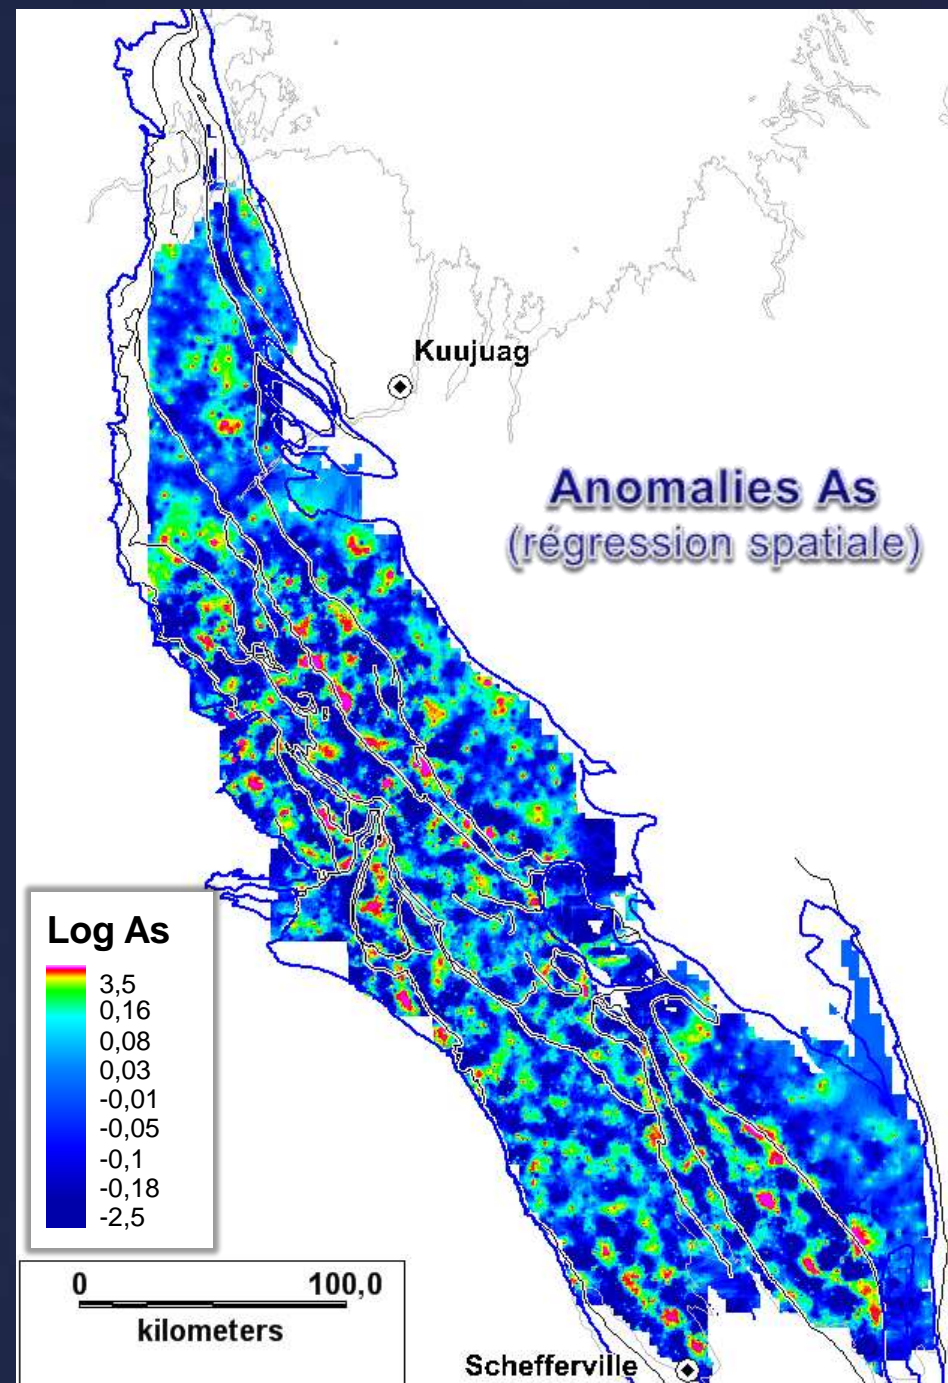 Kuujuag
Anomalies As
(régression spatiale)
Log As
3,5
0,16
0,08
0,03
-0,01
-0,05
-0,1
-0,18
-2,5
0 100,0
kilometers
Schefferville